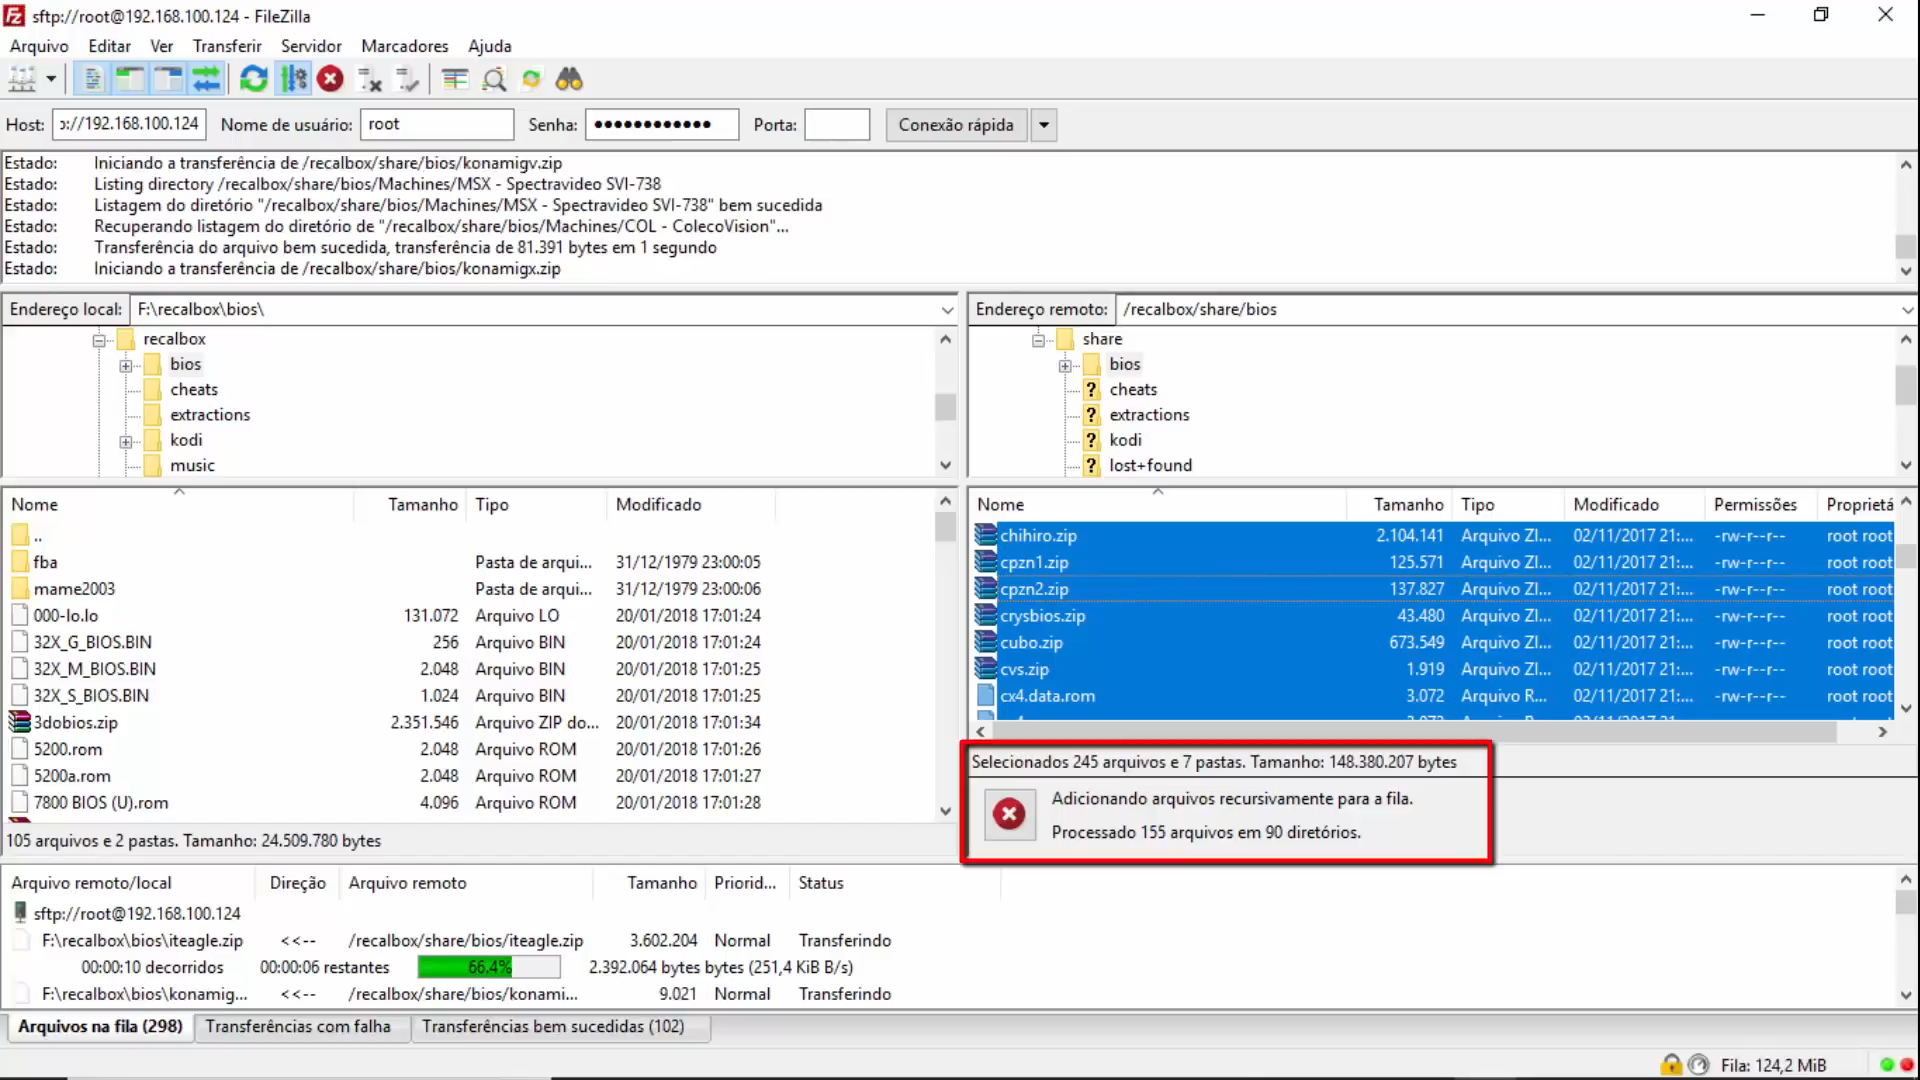 sftp://root@192.168.100.124 - FileZilla
Arquivo Editar Ver Transferir Servidor Marcadores Ajuda
Host: ://192.168.100.124 Nome de usuário: root Senha: ●●●●●●●●●●●● Porta: Conexão rápida
Estado: Iniciando a transferência de /recalbox/share/bios/konamigv.zip
Estado: Listing directory /recalbox/share/bios/Machines/MSX - Spectravideo SVI-738
Estado: Listagem do diretório "/recalbox/share/bios/Machines/MSX - Spectravideo SVI-738" bem sucedida
Estado: Recuperando listagem do diretório de "/recalbox/share/bios/Machines/COL - ColecoVision"...
Estado: Transferência do arquivo bem sucedida, transferência de 81.391 bytes em 1 segundo
Estado: Iniciando a transferência de /recalbox/share/bios/konamigx.zip
Endereço local: F:\recalbox\bios\
recalbox
bios
cheats
extractions
kodi
music
Endereço remoto: /recalbox/share/bios
share
bios
? cheats
? extractions
? kodi
? lost+found
Nome Tamanho Tipo Modificado
..
fba Pasta de arqui... 31/12/1979 23:00:05
mame2003 Pasta de arqui... 31/12/1979 23:00:06
000-lo.lo 131.072 Arquivo LO 20/01/2018 17:01:24
32X_G_BIOS.BIN 256 Arquivo BIN 20/01/2018 17:01:24
32X_M_BIOS.BIN 2.048 Arquivo BIN 20/01/2018 17:01:25
32X_S_BIOS.BIN 1.024 Arquivo BIN 20/01/2018 17:01:25
3dobios.zip 2.351.546 Arquivo ZIP do... 20/01/2018 17:01:34
5200.rom 2.048 Arquivo ROM 20/01/2018 17:01:26
5200a.rom 2.048 Arquivo ROM 20/01/2018 17:01:27
7800 BIOS (U).rom 4.096 Arquivo ROM 20/01/2018 17:01:28
105 arquivos e 2 pastas. Tamanho: 24.509.780 bytes
Nome Tamanho Tipo Modificado Permissões Proprietá
chihiro.zip 2.104.141 Arquivo ZI... 02/11/2017 21:... -rw-r--r-- root root
cpzn1.zip 125.571 Arquivo ZI... 02/11/2017 21:... -rw-r--r-- root root
cpzn2.zip 137.827 Arquivo ZI... 02/11/2017 21:... -rw-r--r-- root root
crysbios.zip 43.480 Arquivo ZI... 02/11/2017 21:... -rw-r--r-- root root
cubo.zip 673.549 Arquivo ZI... 02/11/2017 21:... -rw-r--r-- root root
cvs.zip 1.919 Arquivo ZI... 02/11/2017 21:... -rw-r--r-- root root
cx4.data.rom 3.072 Arquivo R... 02/11/2017 21:... -rw-r--r-- root root
Selecionados 245 arquivos e 7 pastas. Tamanho: 148.380.207 bytes
Adicionando arquivos recursivamente para a fila.
Processado 155 arquivos em 90 diretórios.
Arquivo remoto/local Direção Arquivo remoto Tamanho Priorid... Status
sftp://root@192.168.100.124
F:\recalbox\bios\iteagle.zip <<-- /recalbox/share/bios/iteagle.zip 3.602.204 Normal Transferindo
00:00:10 decorridos 00:00:06 restantes 66.4% 2.392.064 bytes bytes (251,4 KiB B/s)
F:\recalbox\bios\konamig... <<-- /recalbox/share/bios/konami... 9.021 Normal Transferindo
Arquivos na fila (298) Transferências com falha Transferências bem sucedidas (102)
Fila: 124,2 MiB